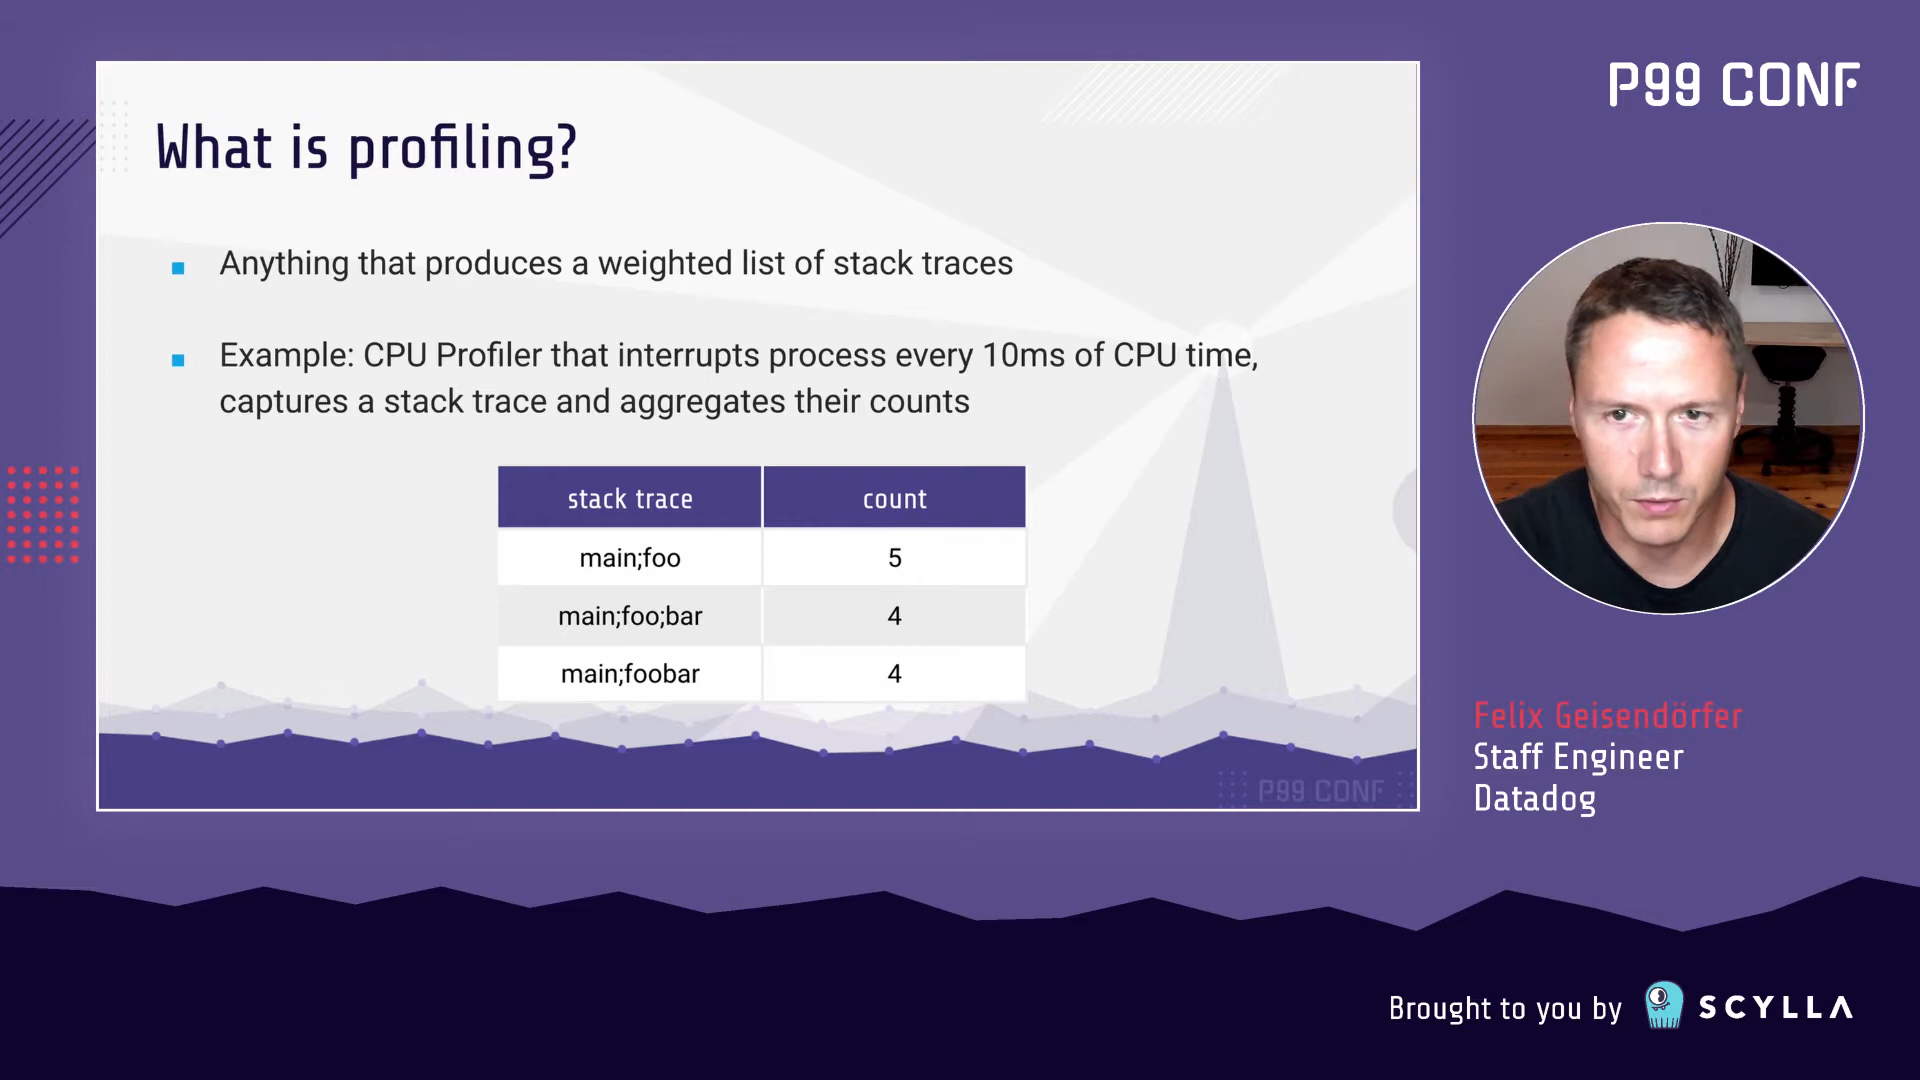 P99 CONF
What is profiling?
Anything that produces a weighted list of stack traces
Example: CPU Profiler that interrupts process every 10ms of CPU time,
captures a stack trace and aggregates their counts
stack trace count
main;foo 5
main;foo;bar 4
main;foobar 4
P99 CONF
Felix Geisendörfer
Staff Engineer
Datadog
Brought to you by SCYLLA